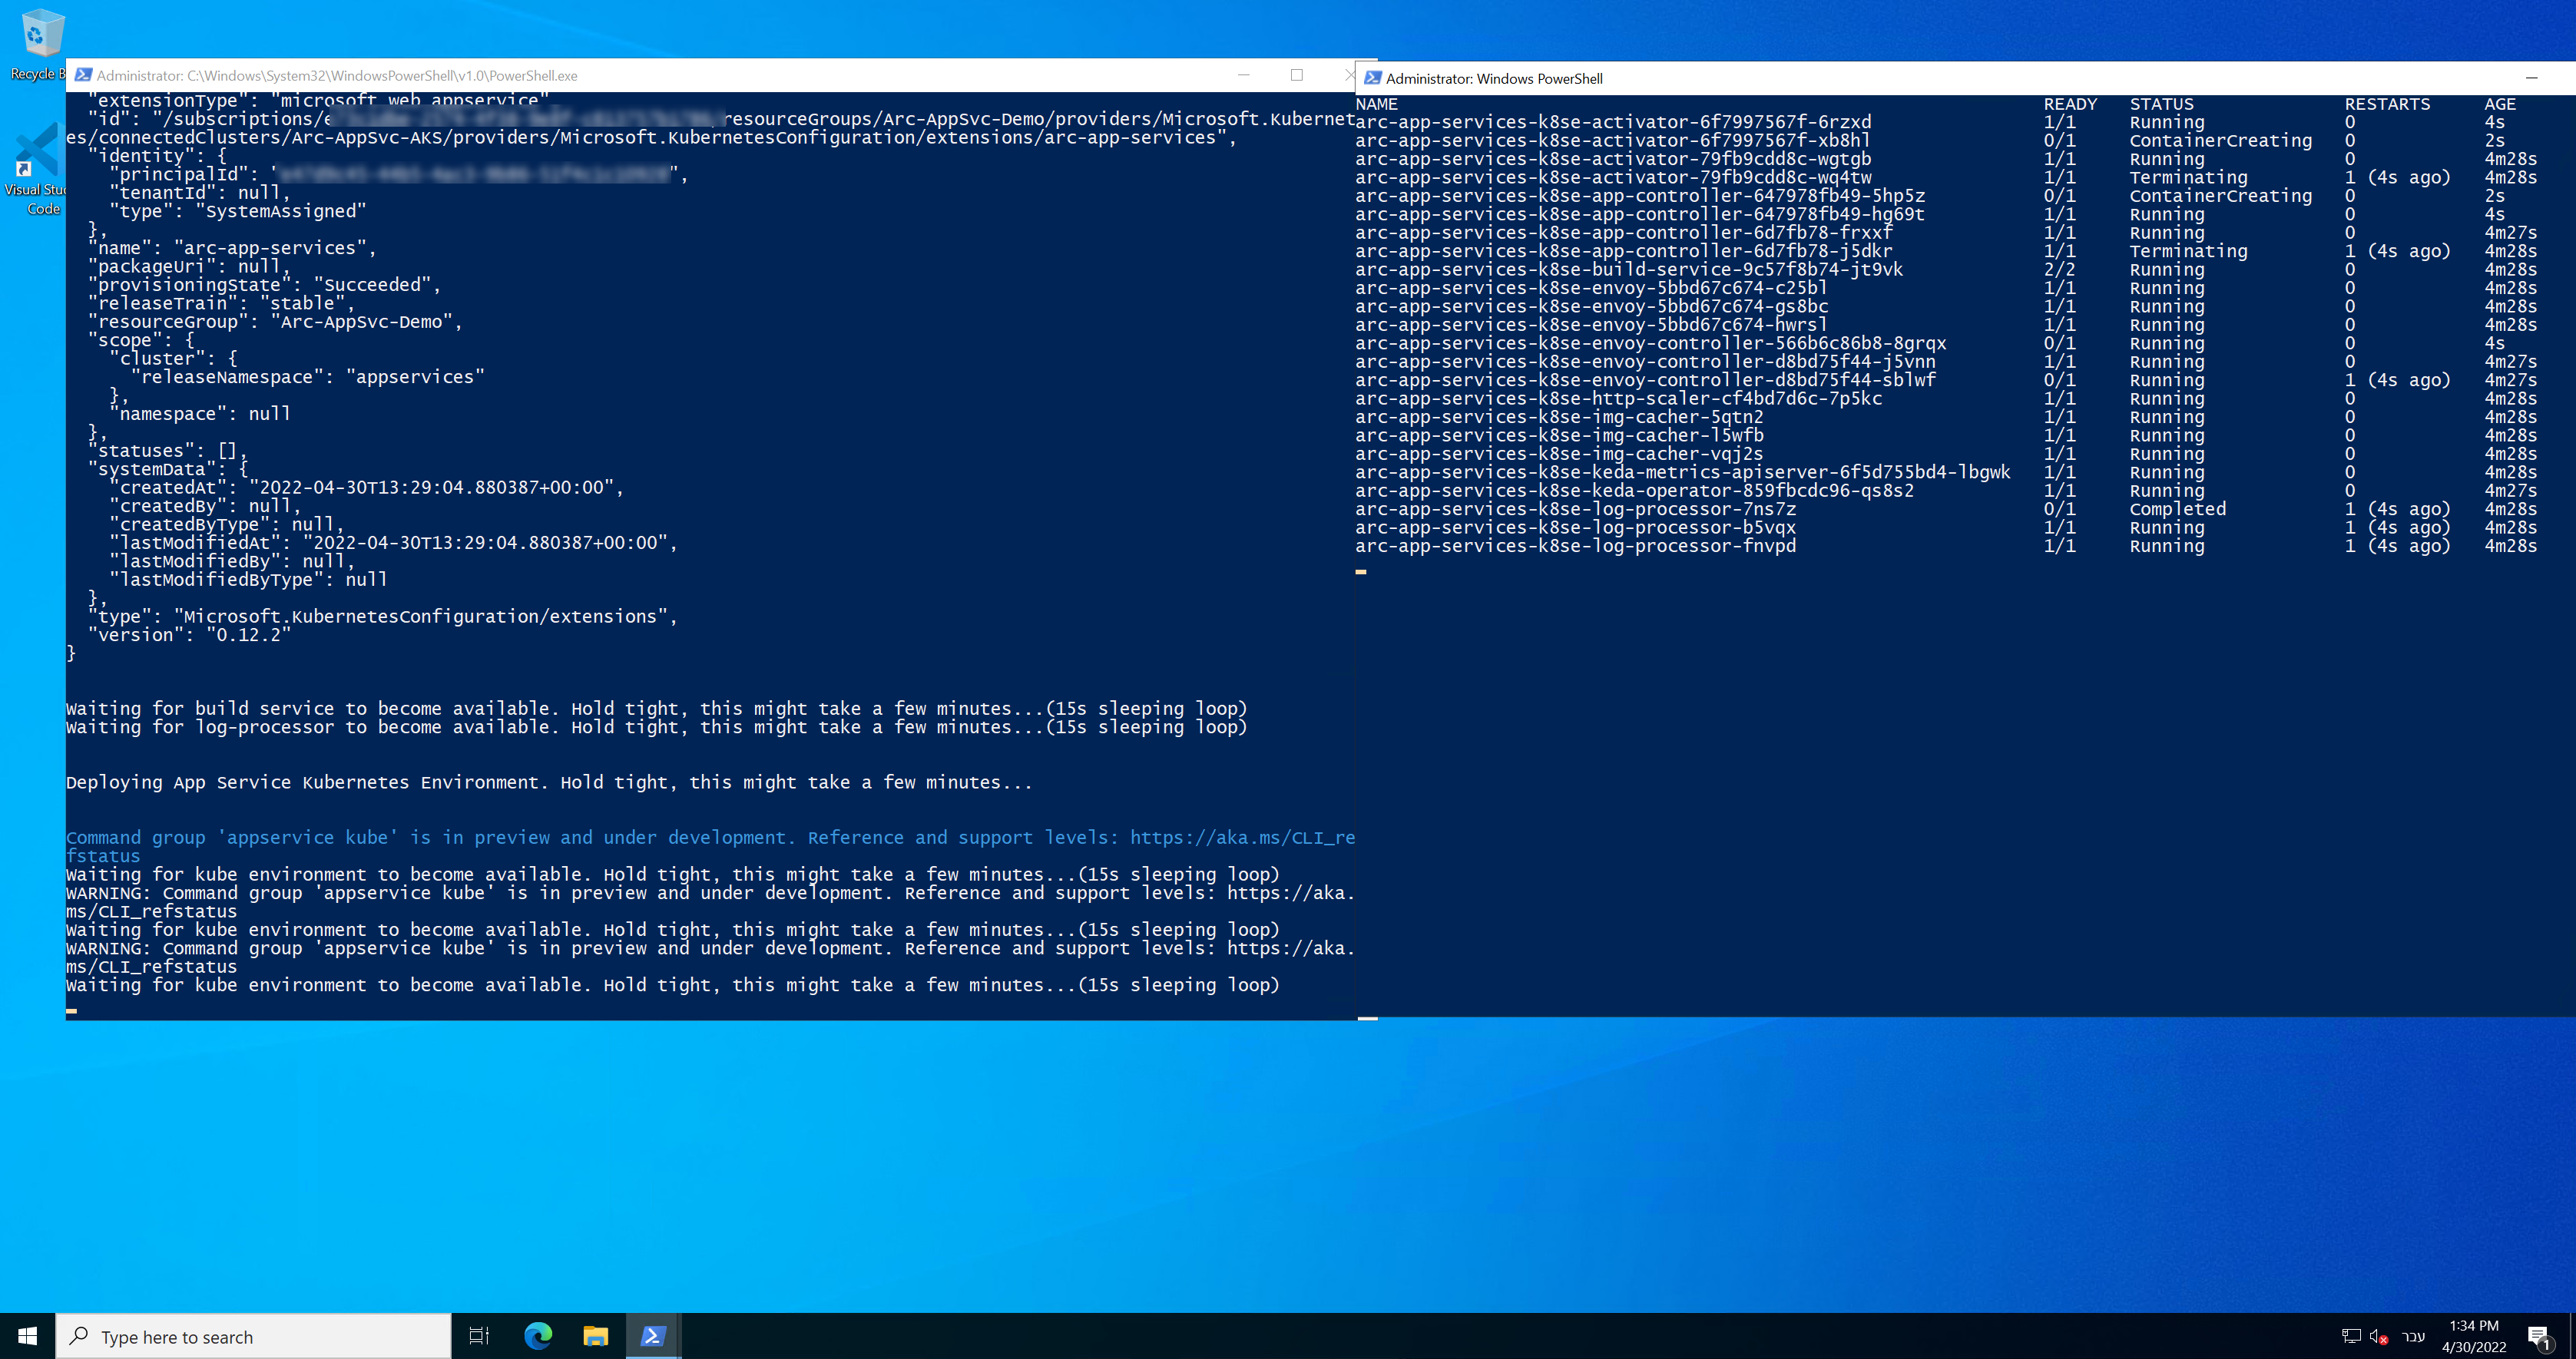 Recycle B
Visual Stu
Code
Administrator: C:\Windows\System32\WindowsPowerShell\v1.0\PowerShell.exe
"extensionType": "microsoft.web.appservice"
"id": "/subscriptions/e resourceGroups/Arc-AppSvc-Demo/providers/Microsoft.Kubernet
es/connectedClusters/Arc-AppSvc-AKS/providers/Microsoft.KubernetesConfiguration/extensions/arc-app-services",
"identity": {
"principalId": " ",
"tenantId": null,
"type": "SystemAssigned"
},
"name": "arc-app-services",
"packageUri": null,
"provisioningState": "Succeeded",
"releaseTrain": "stable",
"resourceGroup": "Arc-AppSvc-Demo",
"scope": {
"cluster": {
"releaseNamespace": "appservices"
},
"namespace": null
},
"statuses": [],
"systemData": {
"createdAt": "2022-04-30T13:29:04.880387+00:00",
"createdBy": null,
"createdByType": null,
"lastModifiedAt": "2022-04-30T13:29:04.880387+00:00",
"lastModifiedBy": null,
"lastModifiedByType": null
},
"type": "Microsoft.KubernetesConfiguration/extensions",
"version": "0.12.2"
}
Waiting for build service to become available. Hold tight, this might take a few minutes...(15s sleeping loop)
Waiting for log-processor to become available. Hold tight, this might take a few minutes...(15s sleeping loop)
Deploying App Service Kubernetes Environment. Hold tight, this might take a few minutes...
Command group 'appservice kube' is in preview and under development. Reference and support levels: https://aka.ms/CLI_re
fstatus
Waiting for kube environment to become available. Hold tight, this might take a few minutes...(15s sleeping loop)
WARNING: Command group 'appservice kube' is in preview and under development. Reference and support levels: https://aka.
ms/CLI_refstatus
Waiting for kube environment to become available. Hold tight, this might take a few minutes...(15s sleeping loop)
WARNING: Command group 'appservice kube' is in preview and under development. Reference and support levels: https://aka.
ms/CLI_refstatus
Waiting for kube environment to become available. Hold tight, this might take a few minutes...(15s sleeping loop)
Administrator: Windows PowerShell
NAME READY STATUS RESTARTS AGE
arc-app-services-k8se-activator-6f7997567f-6rzxd 1/1 Running 0 4s
arc-app-services-k8se-activator-6f7997567f-xb8hl 0/1 ContainerCreating 0 2s
arc-app-services-k8se-activator-79fb9cdd8c-wgtgb 1/1 Running 0 4m28s
arc-app-services-k8se-activator-79fb9cdd8c-wq4tw 1/1 Terminating 1 (4s ago) 4m28s
arc-app-services-k8se-app-controller-647978fb49-5hp5z 0/1 ContainerCreating 0 2s
arc-app-services-k8se-app-controller-647978fb49-hg69t 1/1 Running 0 4s
arc-app-services-k8se-app-controller-6d7fb78-frxxf 1/1 Running 0 4m27s
arc-app-services-k8se-app-controller-6d7fb78-j5dkr 1/1 Terminating 1 (4s ago) 4m28s
arc-app-services-k8se-build-service-9c57f8b74-jt9vk 2/2 Running 0 4m28s
arc-app-services-k8se-envoy-5bbd67c674-c25bl 1/1 Running 0 4m28s
arc-app-services-k8se-envoy-5bbd67c674-gs8bc 1/1 Running 0 4m28s
arc-app-services-k8se-envoy-5bbd67c674-hwrsl 1/1 Running 0 4m28s
arc-app-services-k8se-envoy-controller-566b6c86b8-8grqx 0/1 Running 0 4s
arc-app-services-k8se-envoy-controller-d8bd75f44-j5vnn 1/1 Running 0 4m27s
arc-app-services-k8se-envoy-controller-d8bd75f44-sblwf 0/1 Running 1 (4s ago) 4m27s
arc-app-services-k8se-http-scaler-cf4bd7d6c-7p5kc 1/1 Running 0 4m28s
arc-app-services-k8se-img-cacher-5qtn2 1/1 Running 0 4m28s
arc-app-services-k8se-img-cacher-l5wfb 1/1 Running 0 4m28s
arc-app-services-k8se-img-cacher-vqj2s 1/1 Running 0 4m28s
arc-app-services-k8se-keda-metrics-apiserver-6f5d755bd4-lbgwk 1/1 Running 0 4m28s
arc-app-services-k8se-keda-operator-859fbcdc96-qs8s2 1/1 Running 0 4m27s
arc-app-services-k8se-log-processor-7ns7z 0/1 Completed 1 (4s ago) 4m28s
arc-app-services-k8se-log-processor-b5vqx 1/1 Running 1 (4s ago) 4m28s
arc-app-services-k8se-log-processor-fnvpd 1/1 Running 1 (4s ago) 4m28s
Type here to search
עבר
1:34 PM
4/30/2022
1